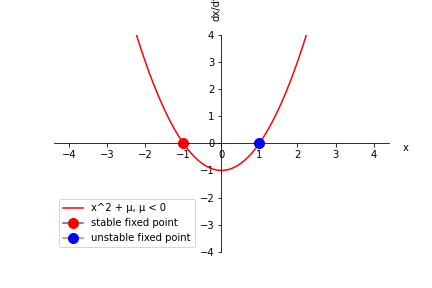 dx/dt
4
3
2
1
0
−1
−2
−3
−4
−4 −3 −2 −1 0 1 2 3 4
x
x^2 + μ, μ < 0
stable fixed point
unstable fixed point